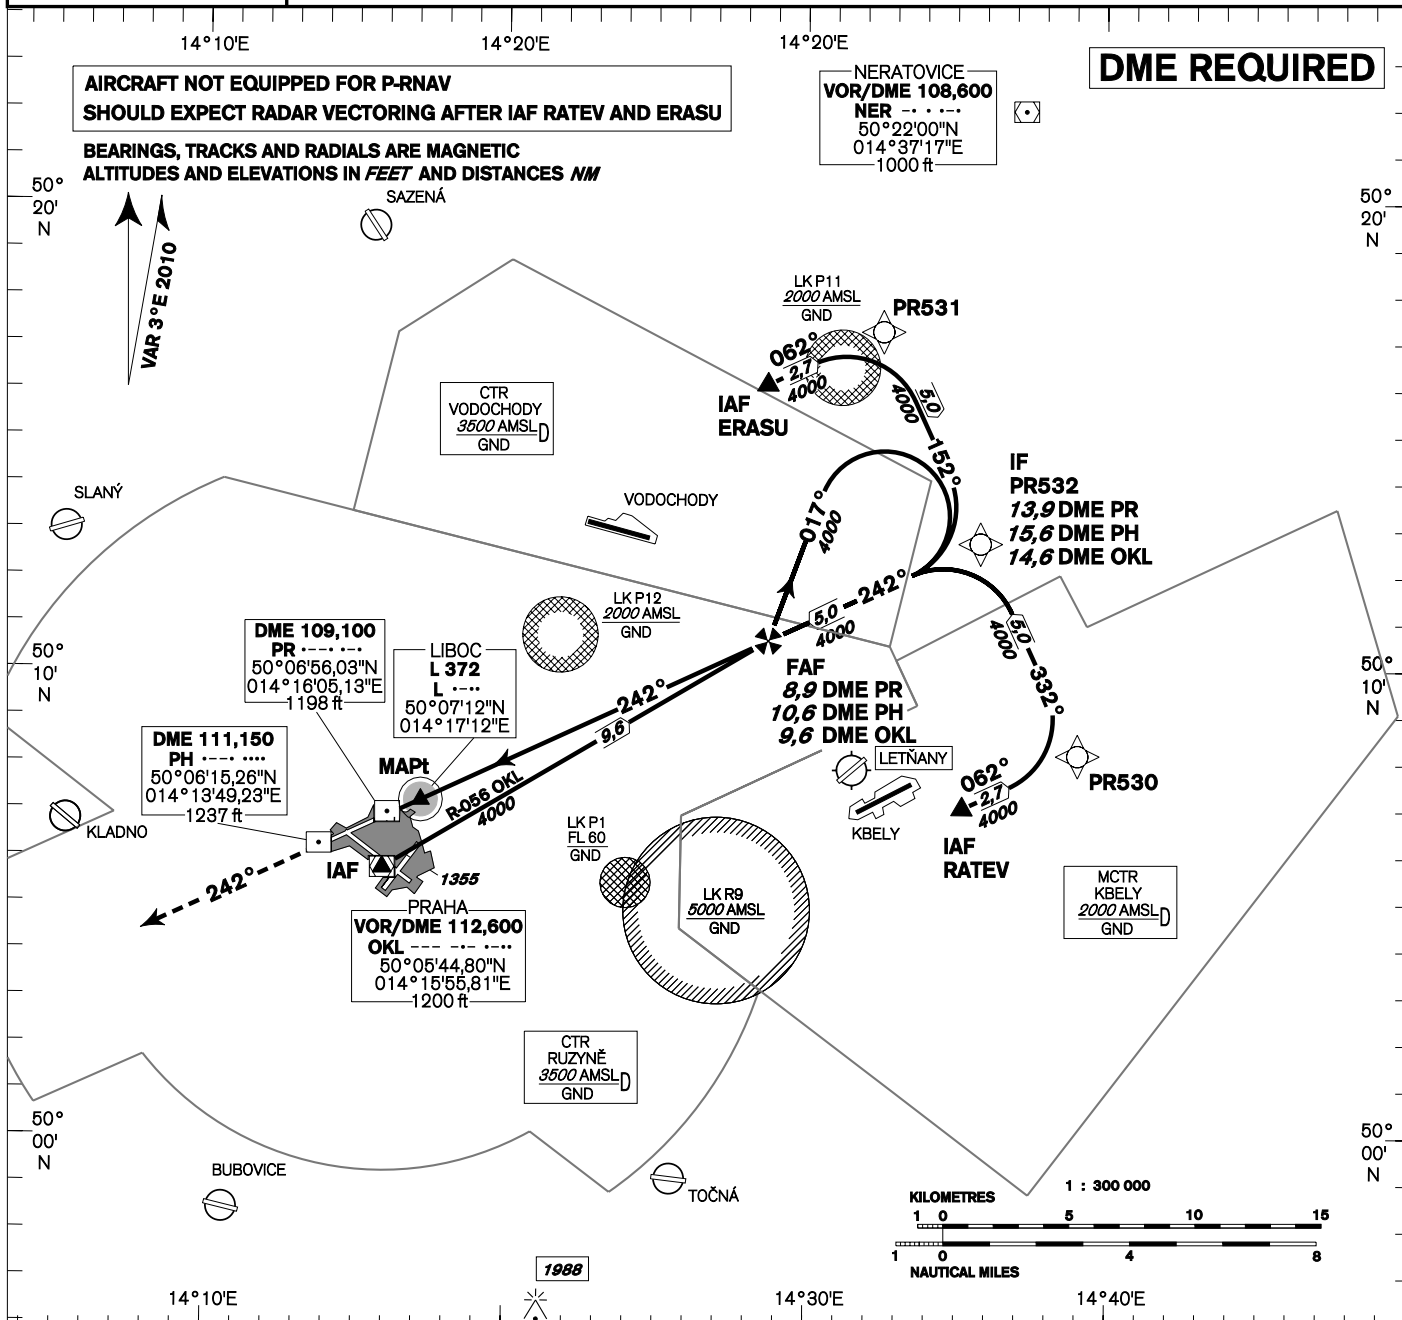 14°10'E
14°20'E
14°20'E
DME REQUIRED
AIRCRAFT NOT EQUIPPED FOR P-RNAV
SHOULD EXPECT RADAR VECTORING AFTER IAF RATEV AND ERASU
BEARINGS, TRACKS AND RADIALS ARE MAGNETIC
ALTITUDES AND ELEVATIONS IN FEET AND DISTANCES NM
NERATOVICE
VOR/DME 108,600
NER -· · ·-·
50°22'00"N
014°37'17"E
1000 ft
50°
20'
N
50°
20'
N
VAR 3°E 2010
SAZENÁ
LK P11
2000 AMSL
GND
PR531
062°
2,7
4000
IAF
ERASU
5,0
4000
152°
CTR
VODOCHODY
3500 AMSL D
GND
IF
PR532
13,9 DME PR
15,6 DME PH
14,6 DME OKL
SLANÝ
VODOCHODY
017°
4000
242°
5,0
4000
LK P12
2000 AMSL
GND
DME 109,100
PR ·--· ·-·
50°06'56,03"N
014°16'05,13"E
1198 ft
LIBOC
L 372
L ·-··
50°07'12"N
014°17'12"E
50°
10'
N
50°
10'
N
FAF
8,9 DME PR
10,6 DME PH
9,6 DME OKL
5,0
4000
332°
242°
9,6
DME 111,150
PH ·--· ····
50°06'15,26"N
014°13'49,23"E
1237 ft
MAPt
R-056 OKL
4000
LETŇANY
KBELY
062°
2,7
4000
PR530
IAF
RATEV
KLADNO
LK P1
FL 60
GND
IAF
1355
242°
LK R9
5000 AMSL
GND
MCTR
KBELY
2000 AMSL D
GND
PRAHA
VOR/DME 112,600
OKL --- -·- ·-··
50°05'44,80"N
014°15'55,81"E
1200 ft
CTR
RUZYNĚ
3500 AMSL D
GND
50°
00'
N
50°
00'
N
BUBOVICE
TOČNÁ
1 : 300 000
KILOMETRES
1 0 5 10 15
1 0 4 8
NAUTICAL MILES
1988
14°10'E
14°30'E
14°40'E